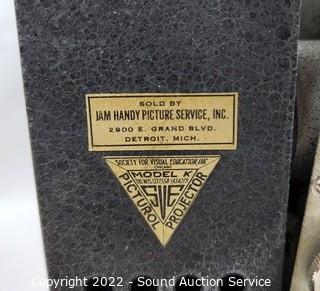 SOLD BY
JAM HANDY PICTURE SERVICE, INC.
2900 E. GRAND BLVD.
DETROIT, MICH.
SOCIETY FOR VISUAL EDUCATION, INC.
CHICAGO
MODEL K
PICTUROL
SVE
PROJECTOR
Copyright © 2022 - Sound Auction Service